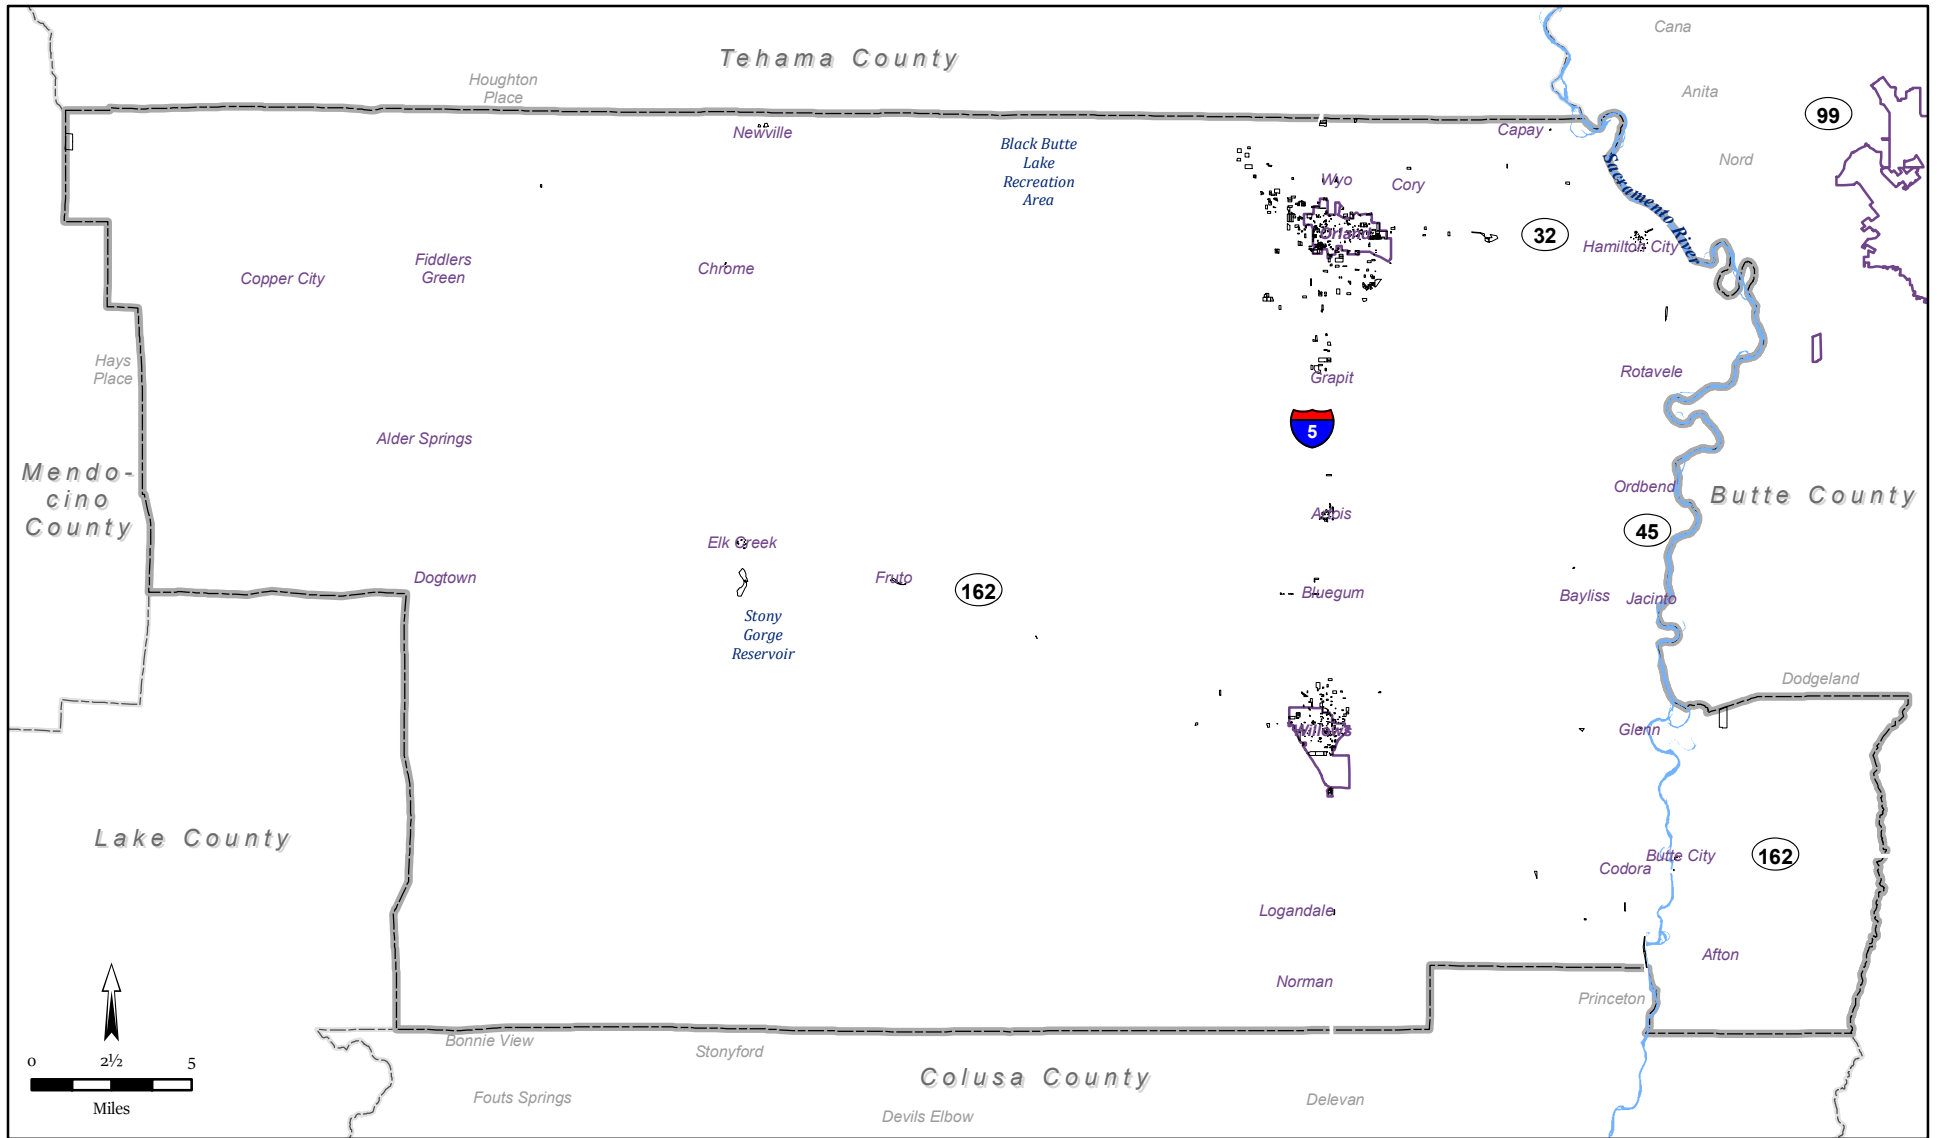 Cana
Tehama County
Houghton
Place
Anita
99
Newville
Capay
Black Butte
Lake
Recreation
Area
Nord
Sacramento River
Wyo
Cory
Orland
32
Hamilton City
Fiddlers
Green
Copper City
Chrome
Hays
Place
Rotavele
Grapit
5
Alder Springs
Mendo-
cino
County
Ordbend
Butte County
Artois
45
Elk Creek
Dogtown
Fruto
162
Bluegum
Bayliss
Jacinto
Stony
Gorge
Reservoir
Dodgeland
Willows
Glenn
Lake County
Butte City
162
Codora
Logandale
Afton
Norman
Princeton
Bonnie View
Stonyford
0
2½
5
Miles
Colusa County
Fouts Springs
Delevan
Devils Elbow